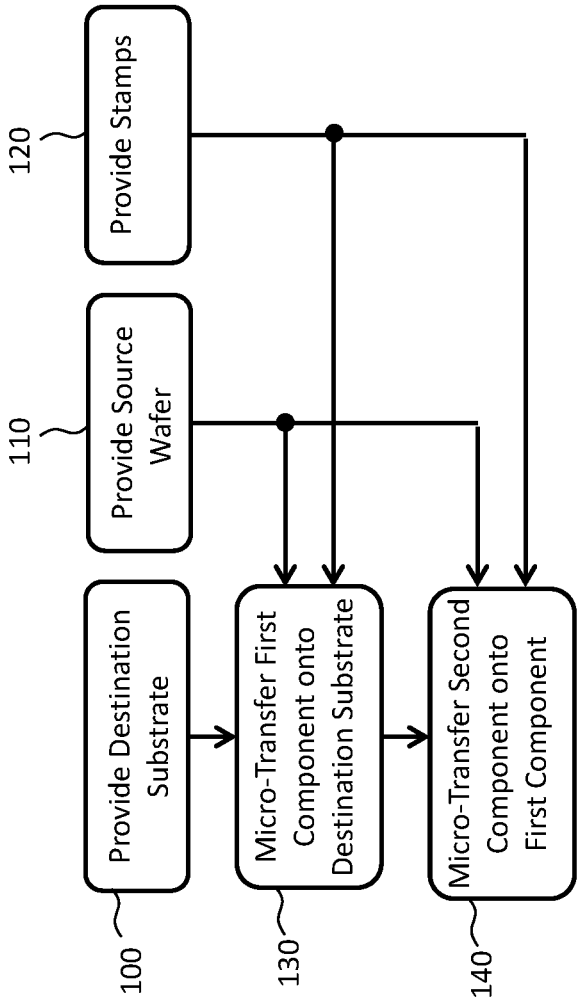 100
Provide Destination
Substrate
110
Provide Source
Wafer
120
Provide Stamps
130
Micro-Transfer First
Component onto
Destination Substrate
140
Micro-Transfer Second
Component onto
First Component